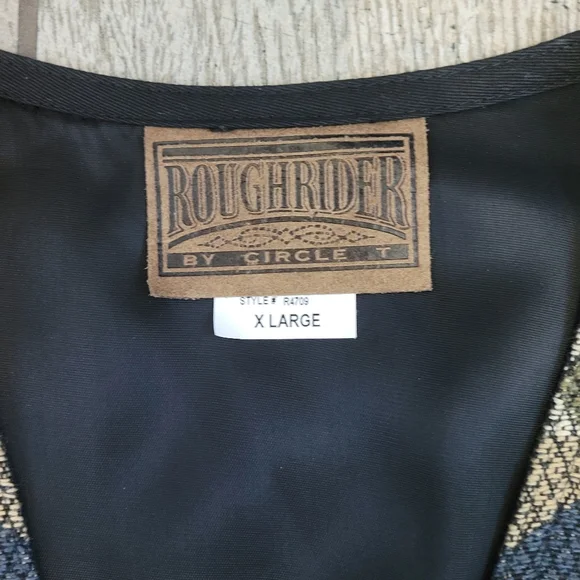 ROUGHRIDER
BY CIRCLE T
STYLE # R4709
X LARGE